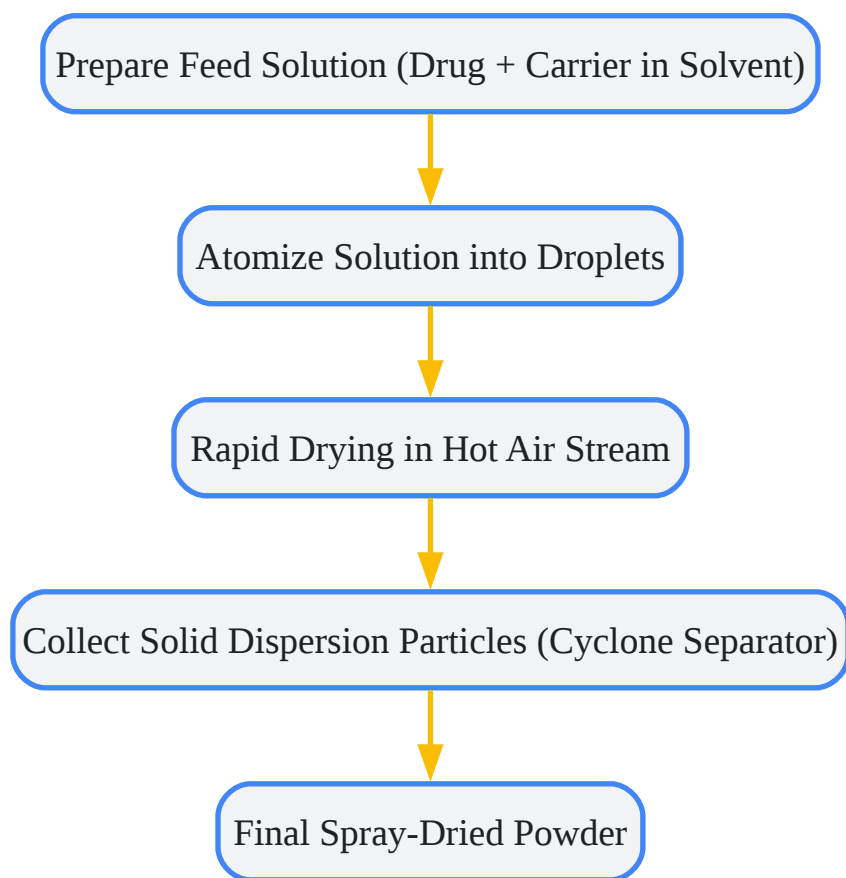 Prepare Feed Solution (Drug + Carrier in Solvent)
Atomize Solution into Droplets
Rapid Drying in Hot Air Stream
Collect Solid Dispersion Particles (Cyclone Separator)
Final Spray-Dried Powder